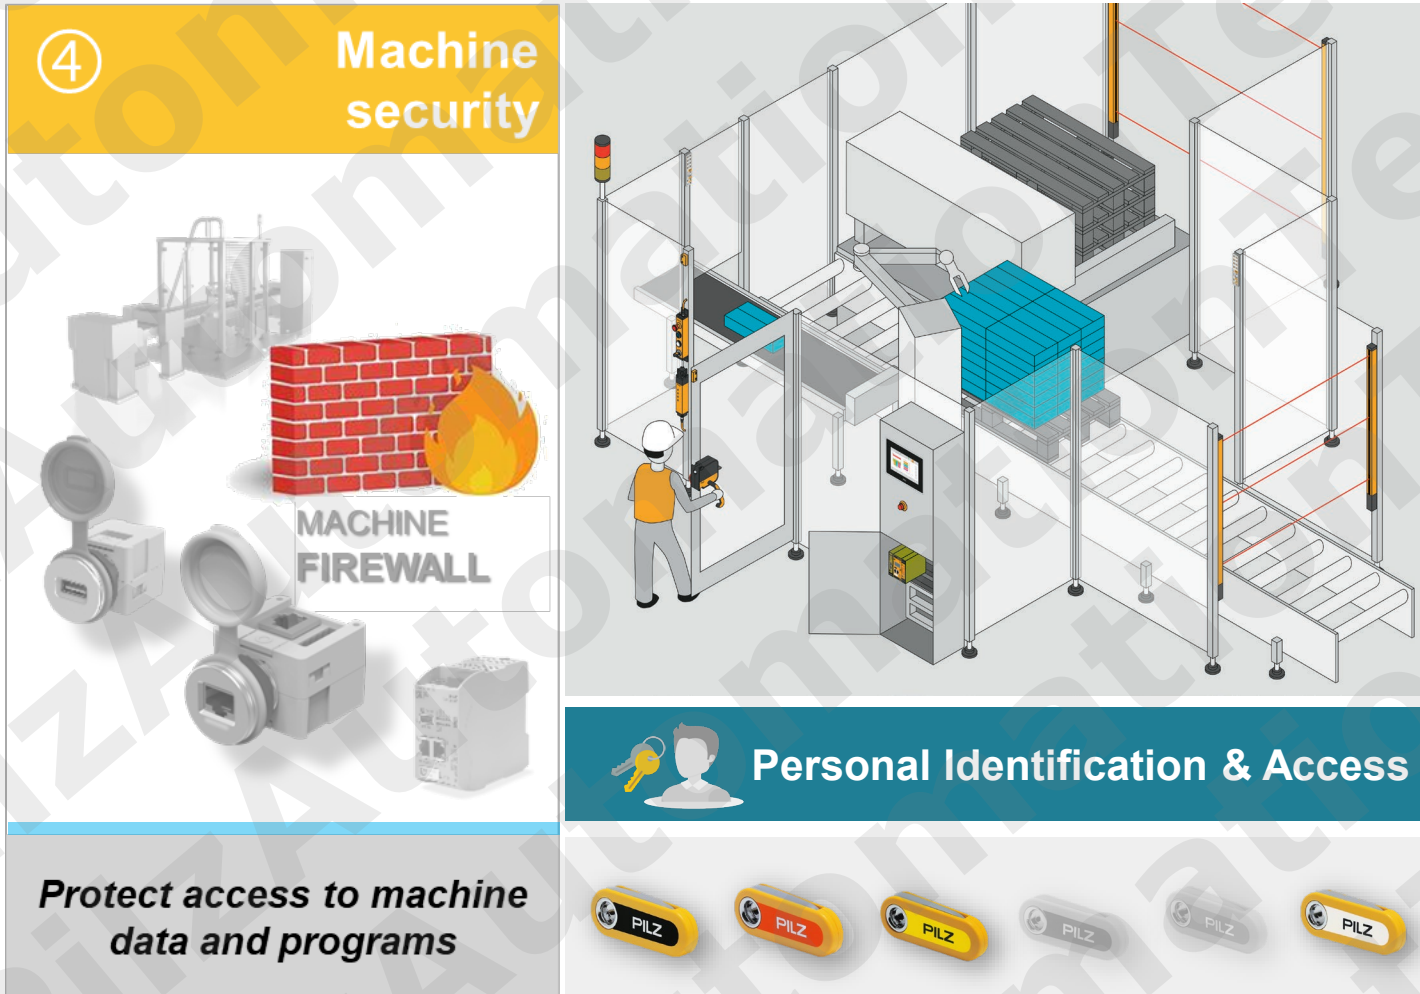 ④
Machine
security
MACHINE
FIREWALL
Protect access to machine
data and programs
Personal Identification & Access
PILZ
PILZ
PILZ
PILZ
PILZ
PILZ